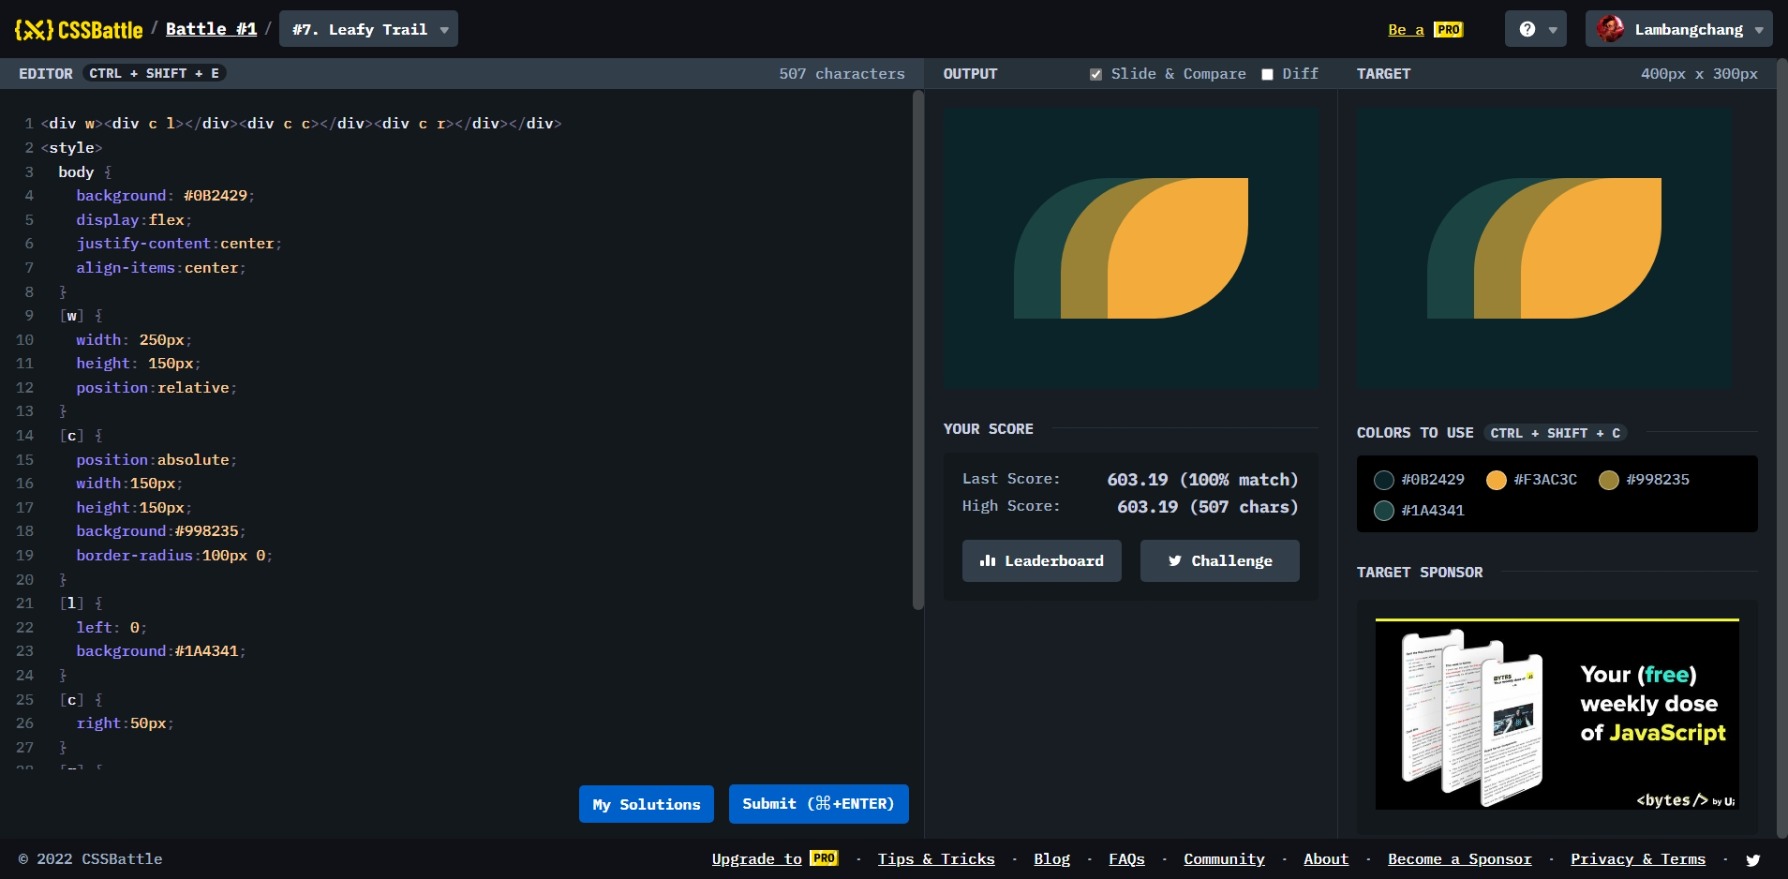 {X} CSSBattle / Battle #1 / #7. Leafy Trail
Be a PRO
? Lambangchang
EDITOR CTRL + SHIFT + E 507 characters
1 <div w><div c l></div><div c c></div><div c r></div></div>
2 <style>
3 body {
4 background: #0B2429;
5 display:flex;
6 justify-content:center;
7 align-items:center;
8 }
9 [w] {
10 width: 250px;
11 height: 150px;
12 position:relative;
13 }
14 [c] {
15 position:absolute;
16 width:150px;
17 height:150px;
18 background:#998235;
19 border-radius:100px 0;
20 }
21 [l] {
22 left: 0;
23 background:#1A4341;
24 }
25 [c] {
26 right:50px;
27 }
My Solutions
Submit (⌘+ENTER)
OUTPUT Slide & Compare Diff
YOUR SCORE
Last Score: 603.19 (100% match)
High Score: 603.19 (507 chars)
Leaderboard
Challenge
TARGET 400px x 300px
COLORS TO USE CTRL + SHIFT + C
#0B2429 #F3AC3C #998235
#1A4341
TARGET SPONSOR
Your (free)
weekly dose
of JavaScript
<bytes/> by Ui
© 2022 CSSBattle
Upgrade to PRO · Tips & Tricks · Blog · FAQs · Community · About · Become a Sponsor · Privacy & Terms ·